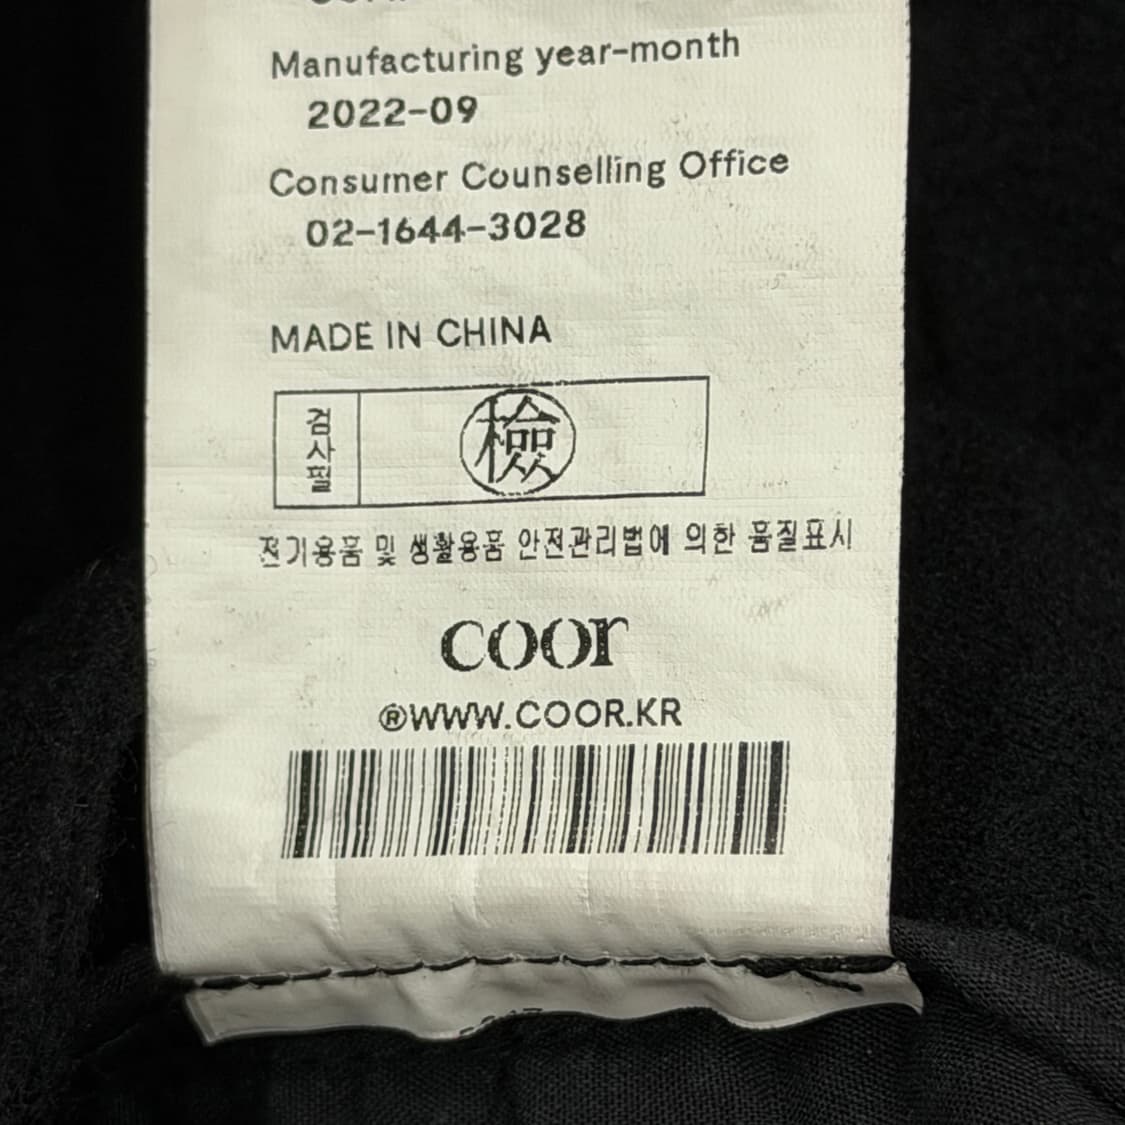 Manufacturing year-month
2022-09
Consumer Counselling Office
02-1644-3028
MADE IN CHINA
검사필
檢
전기용품 및 생활용품 안전관리법에 의한 품질표시
coor
®WWW.COOR.KR